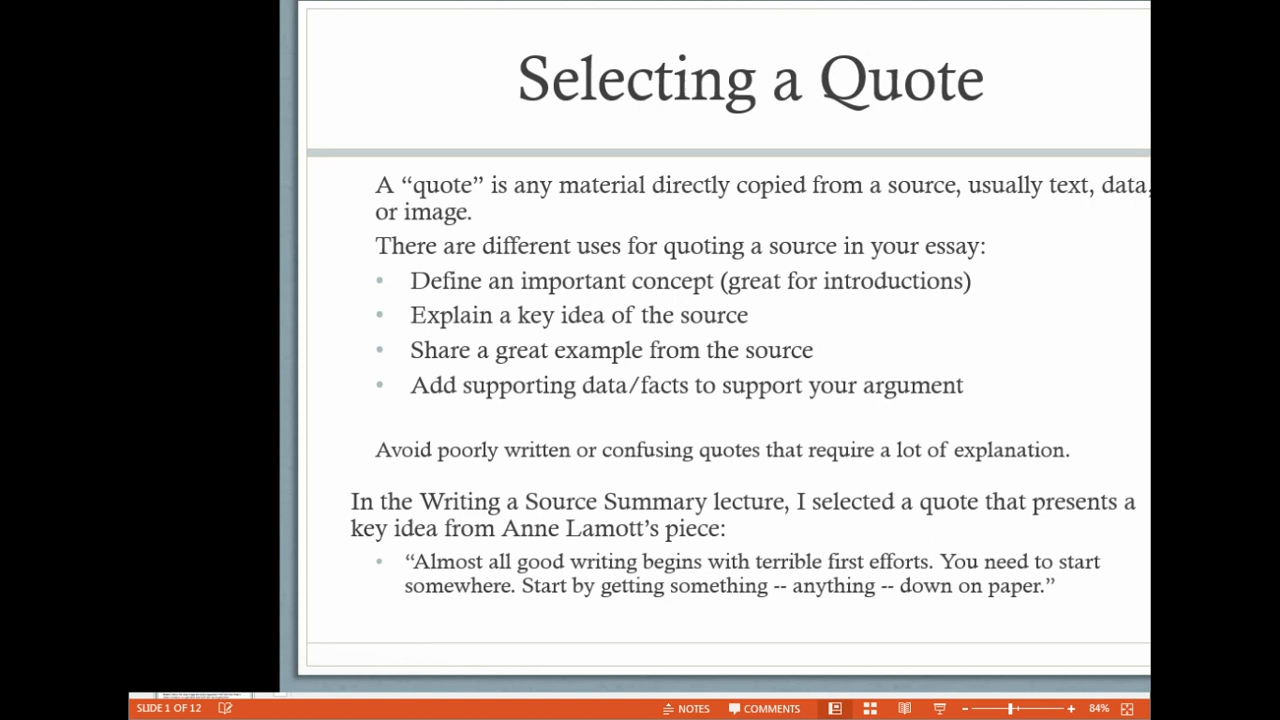 Selecting a Quote
A “quote” is any material directly copied from a source, usually text, data,
or image.
There are different uses for quoting a source in your essay:
• Define an important concept (great for introductions)
• Explain a key idea of the source
• Share a great example from the source
• Add supporting data/facts to support your argument
Avoid poorly written or confusing quotes that require a lot of explanation.
In the Writing a Source Summary lecture, I selected a quote that presents a
key idea from Anne Lamott’s piece:
• “Almost all good writing begins with terrible first efforts. You need to start
somewhere. Start by getting something -- anything -- down on paper.”
SLIDE 1 OF 12 NOTES COMMENTS 84%